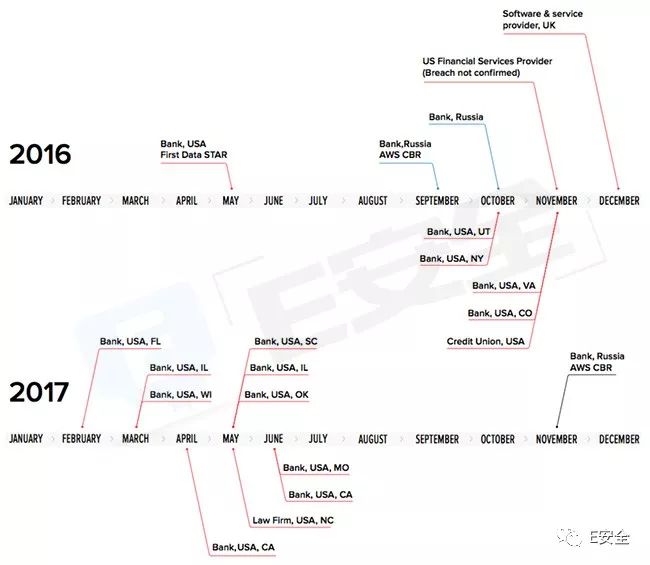 Software & service
provider, UK
US Financial Services Provider
(Breach not confirmed)
Bank, Russia
2016
Bank, USA
First Data STAR
Bank,Russia
AWS CBR
JANUARY FEBRUARY MARCH APRIL MAY JUNE JULY AUGUST SEPTEMBER OCTOBER NOVEMBER DECEMBER
Bank, USA, UT
Bank, USA, NY
Bank, USA, VA
Bank, USA, CO
Credit Union, USA
E安全
Bank, USA, FL
Bank, USA, SC
Bank, Russia
AWS CBR
Bank, USA, IL
Bank, USA, IL
2017
Bank, USA, WI
Bank, USA, OK
JANUARY FEBRUARY MARCH APRIL MAY JUNE JULY AUGUST SEPTEMBER OCTOBER NOVEMBER DECEMBER
Bank, USA, MO
Bank, USA, CA
Law Firm, USA, NC
Bank,USA, CA
E安全